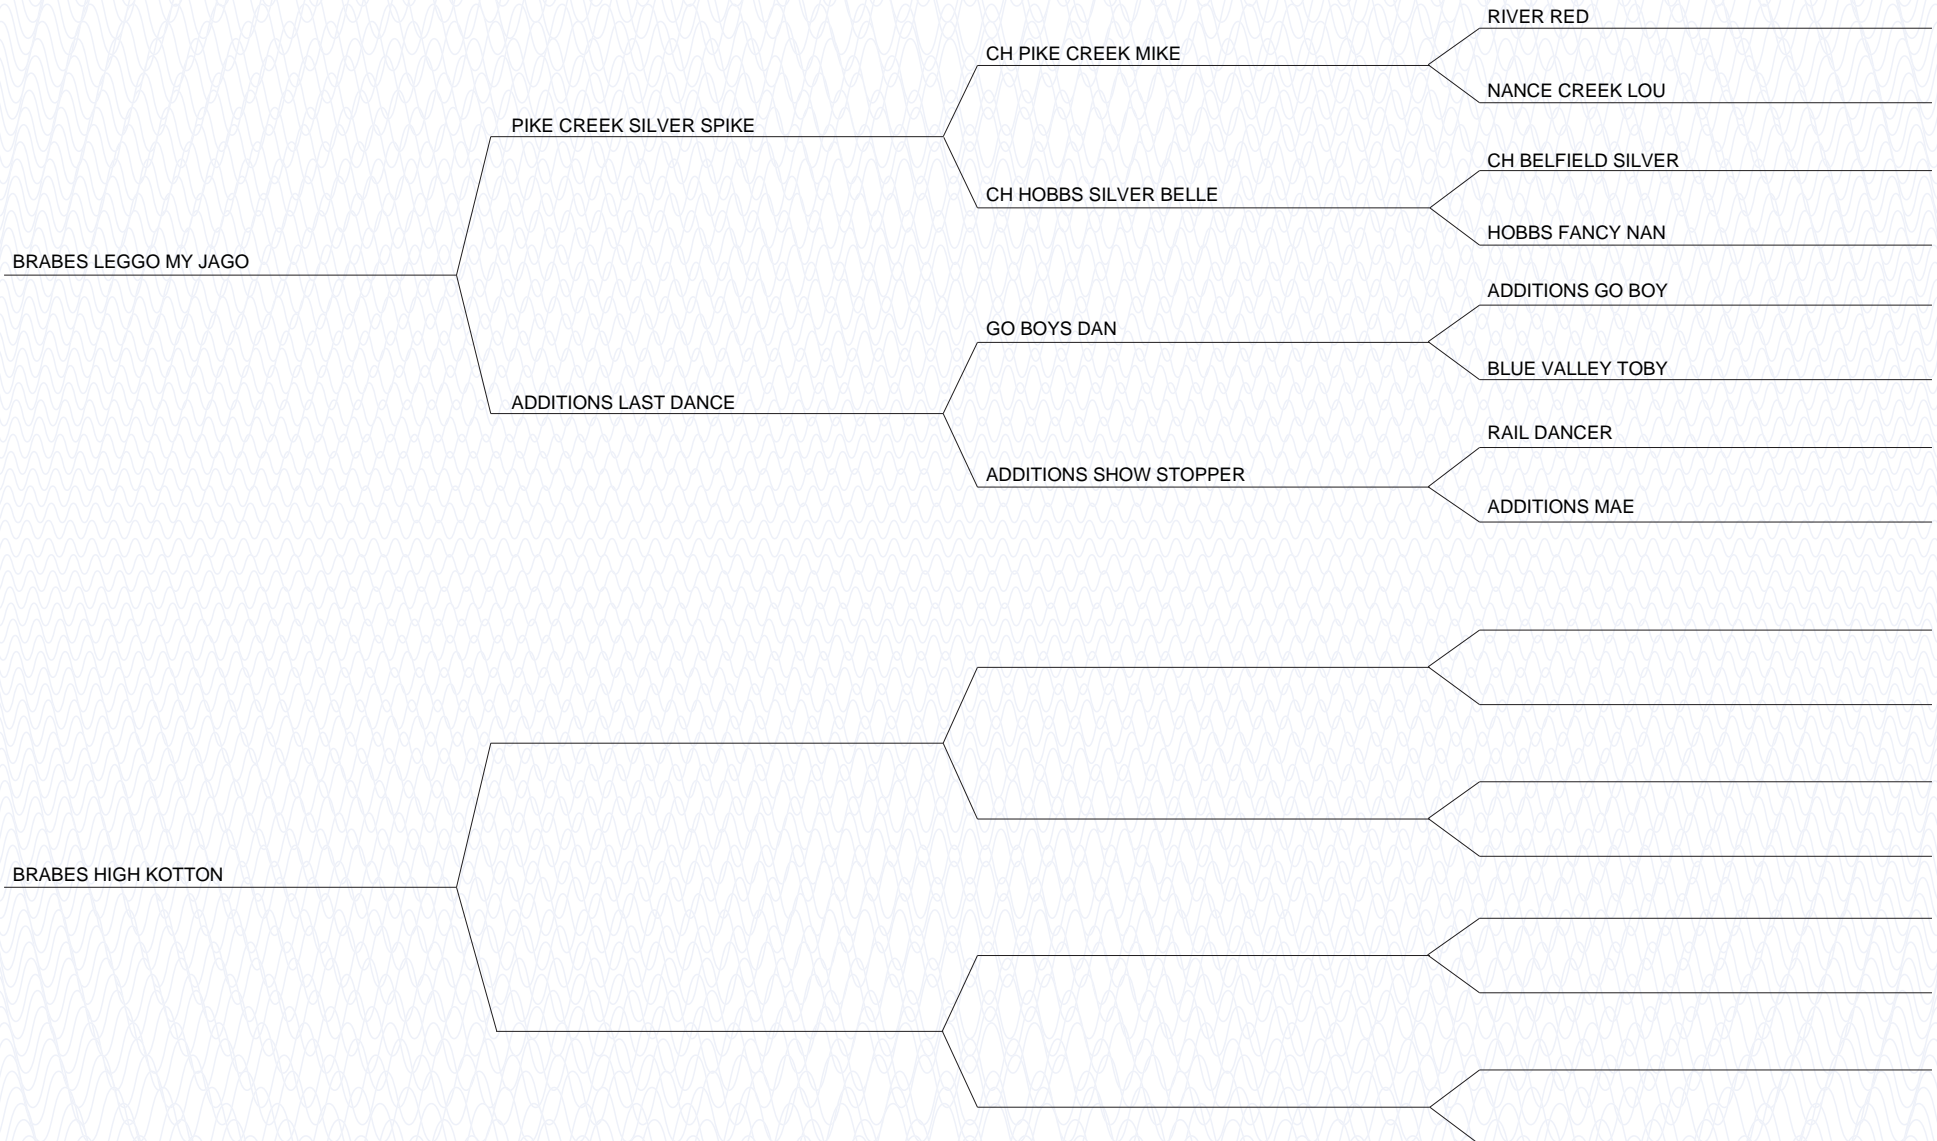 RIVER RED
CH PIKE CREEK MIKE
NANCE CREEK LOU
PIKE CREEK SILVER SPIKE
CH BELFIELD SILVER
CH HOBBS SILVER BELLE
HOBBS FANCY NAN
BRABES LEGGO MY JAGO
ADDITIONS GO BOY
GO BOYS DAN
BLUE VALLEY TOBY
ADDITIONS LAST DANCE
RAIL DANCER
ADDITIONS SHOW STOPPER
ADDITIONS MAE
BRABES HIGH KOTTON